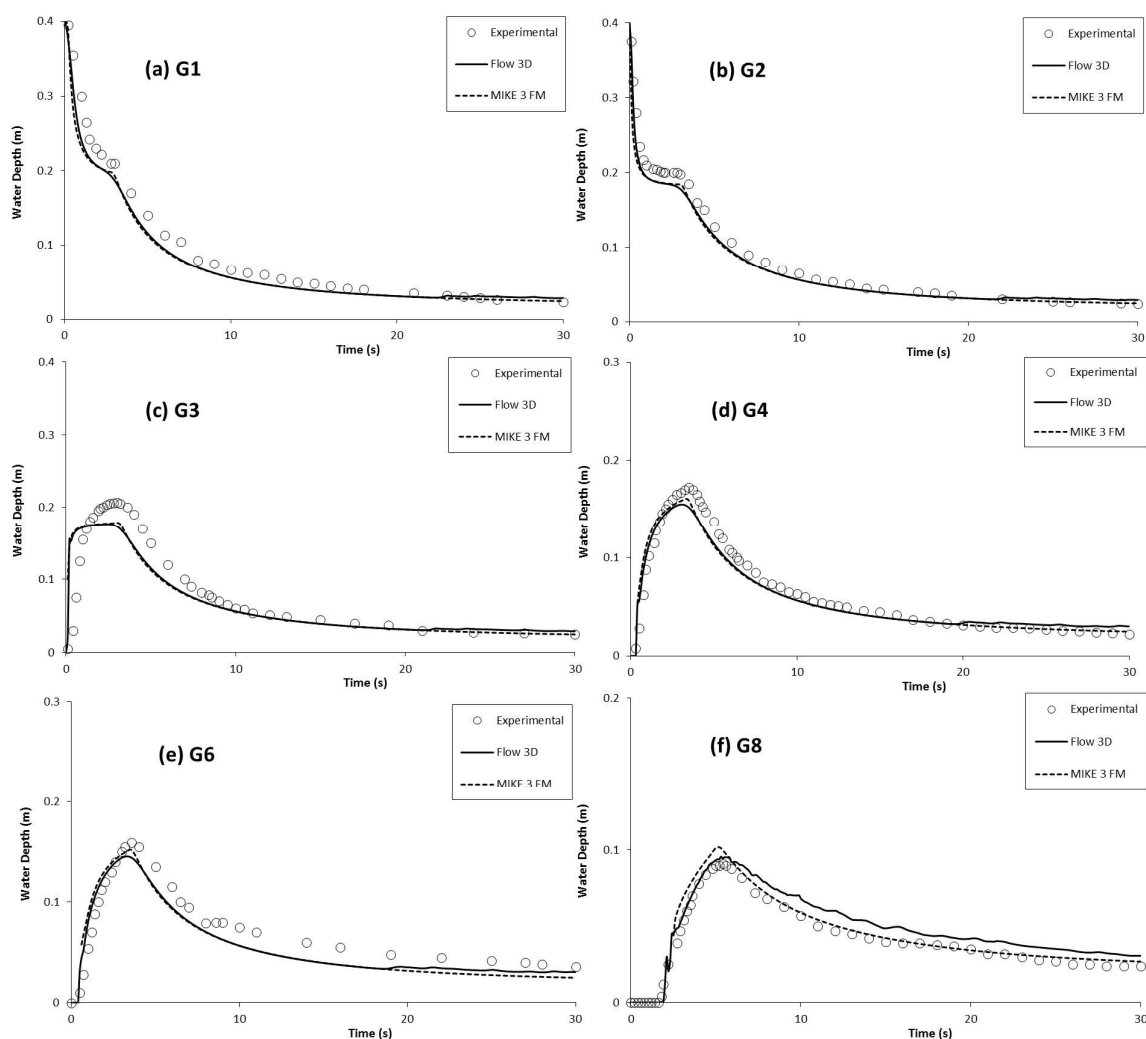 0.4
0.3
0.2
0.1
0
0
10
20
30
Water Depth (m)
Time (s)
(a) G1
Experimental
Flow 3D
MIKE 3 FM
0.4
0.3
0.2
0.1
0
0
10
20
30
Water Depth (m)
Time (s)
(b) G2
Experimental
Flow 3D
MIKE 3 FM
0.4
0.3
0.2
0.1
0
0
10
20
30
Water Depth (m)
Time (s)
(c) G3
Experimental
Flow 3D
MIKE 3 FM
0.3
0.2
0.1
0
0
10
20
30
Water Depth (m)
Time (s)
(d) G4
Experimental
Flow 3D
MIKE 3 FM
0.3
0.2
0.1
0
0
10
20
30
Water Depth (m)
Time (s)
(e) G6
Experimental
Flow 3D
MIKE 3 FM
0.2
0.1
0
0
10
20
30
Water Depth (m)
Time (s)
(f) G8
Experimental
Flow 3D
MIKE 3 FM